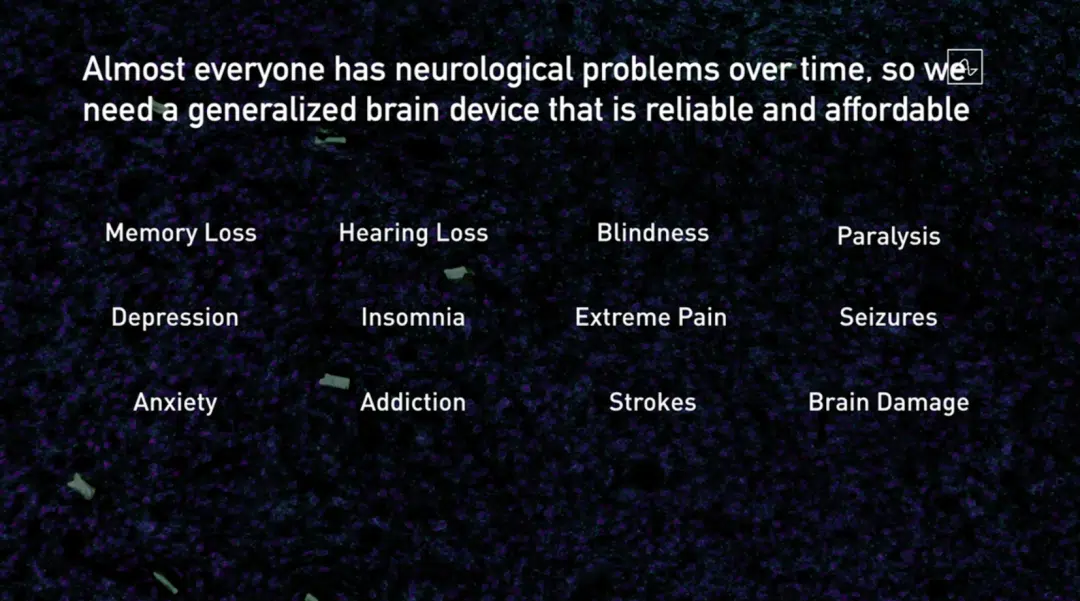 Almost everyone has neurological problems over time, so we
need a generalized brain device that is reliable and affordable
Memory Loss Hearing Loss Blindness Paralysis
Depression Insomnia Extreme Pain Seizures
Anxiety Addiction Strokes Brain Damage